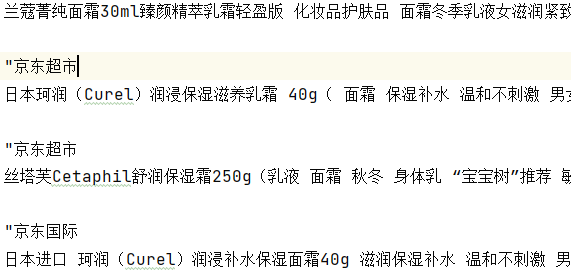 兰蔻菁纯面霜30ml臻颜精萃乳霜轻盈版 化妆品护肤品 面霜冬季乳液女滋润紧致
"京东超市
日本珂润（Curel）润浸保湿滋养乳霜 40g（ 面霜 保湿补水 温和不刺激 男女
"京东超市
丝塔芙Cetaphil舒润保湿霜250g（乳液 面霜 秋冬 身体乳 “宝宝树”推荐 敏
"京东国际
日本进口 珂润（Curel）润浸补水保湿面霜40g 滋润保湿补水 温和不刺激 男